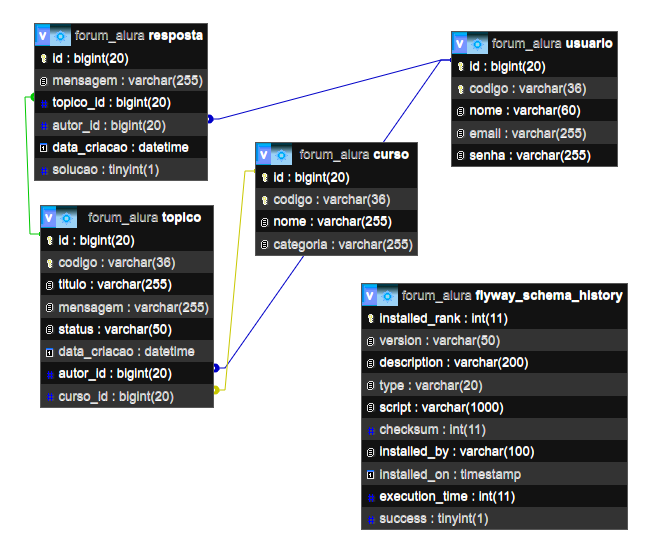 v forum_alura resposta
id : bigint(20)
mensagem : varchar(255)
topico_id : bigint(20)
autor_id : bigint(20)
data_criacao : datetime
solucao : tinyint(1)
v forum_alura usuario
id : bigint(20)
codigo : varchar(36)
nome : varchar(60)
email : varchar(255)
senha : varchar(255)
v forum_alura curso
id : bigint(20)
codigo : varchar(36)
nome : varchar(255)
categoria : varchar(255)
v forum_alura topico
id : bigint(20)
codigo : varchar(36)
titulo : varchar(255)
mensagem : varchar(255)
status : varchar(50)
data_criacao : datetime
autor_id : bigint(20)
curso_id : bigint(20)
v forum_alura flyway_schema_history
installed_rank : int(11)
version : varchar(50)
description : varchar(200)
type : varchar(20)
script : varchar(1000)
checksum : int(11)
installed_by : varchar(100)
installed_on : timestamp
execution_time : int(11)
success : tinyint(1)